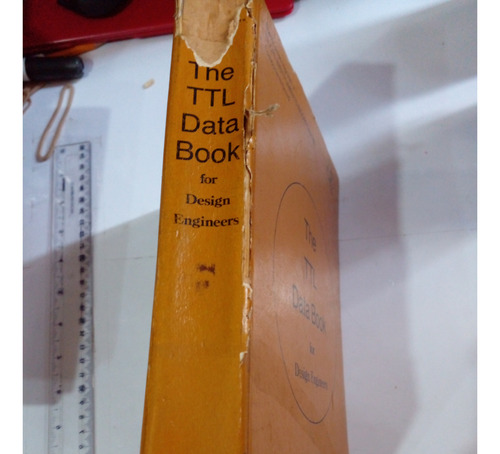 The
TTL
Data
Book
for
Design
Engineers
The
TTL
Data Book
for
Design Engineers